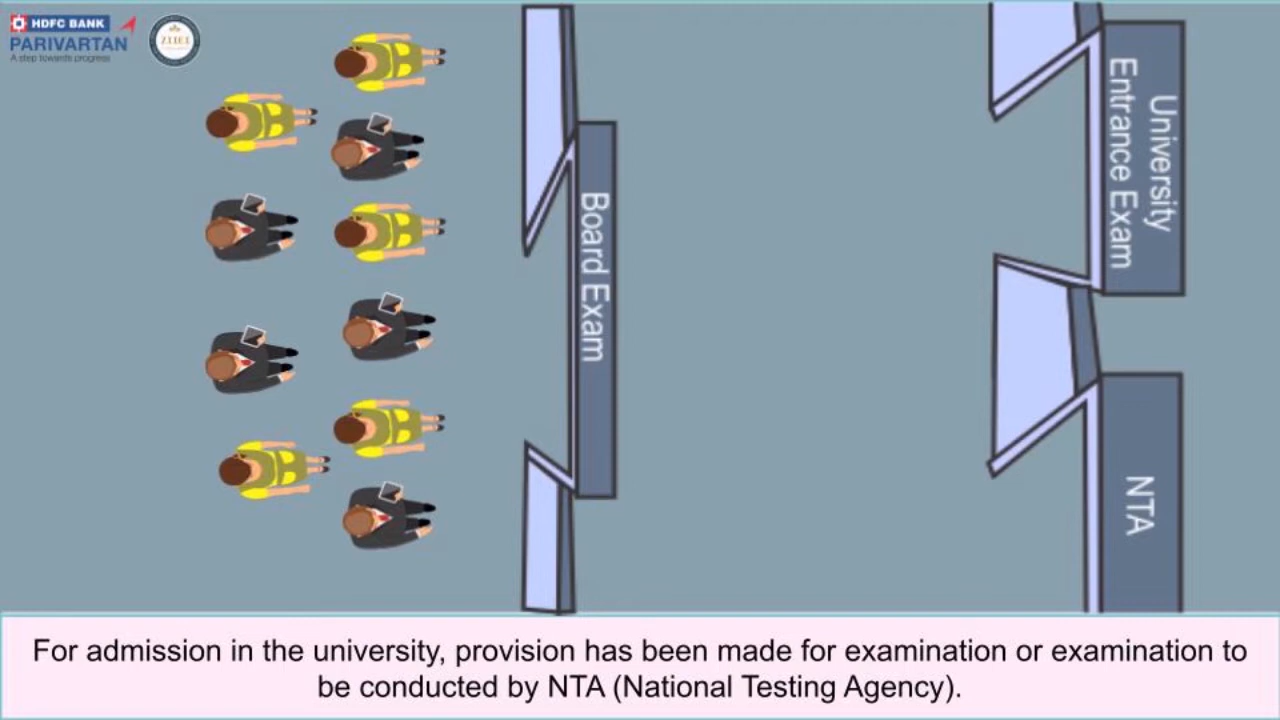 HDFC BANK
PARIVARTAN
A step towards progress
ZIIEI
Board Exam
University
Entrance Exam
NTA
For admission in the university, provision has been made for examination or examination to
be conducted by NTA (National Testing Agency).